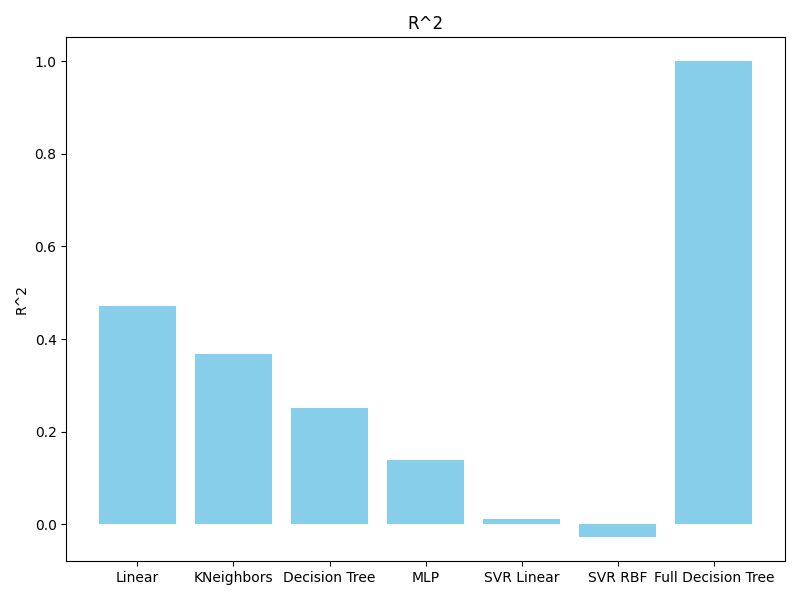 R^2
R^2
1.0
0.8
0.6
0.4
0.2
0.0
Linear
KNeighbors
Decision Tree
MLP
SVR Linear
SVR RBF
Full Decision Tree